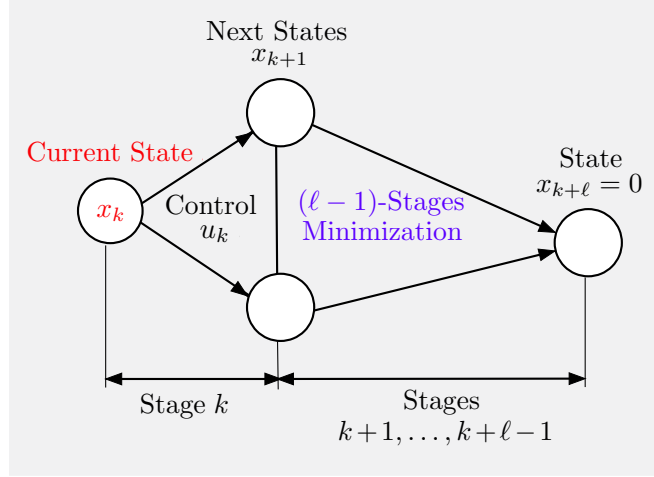 Next States
x_{k+1}
Current State
x_k
Control
u_k
(ℓ − 1)-Stages
Minimization
State
x_{k+ℓ} = 0
Stage k
Stages
k+1, . . . , k+ℓ−1